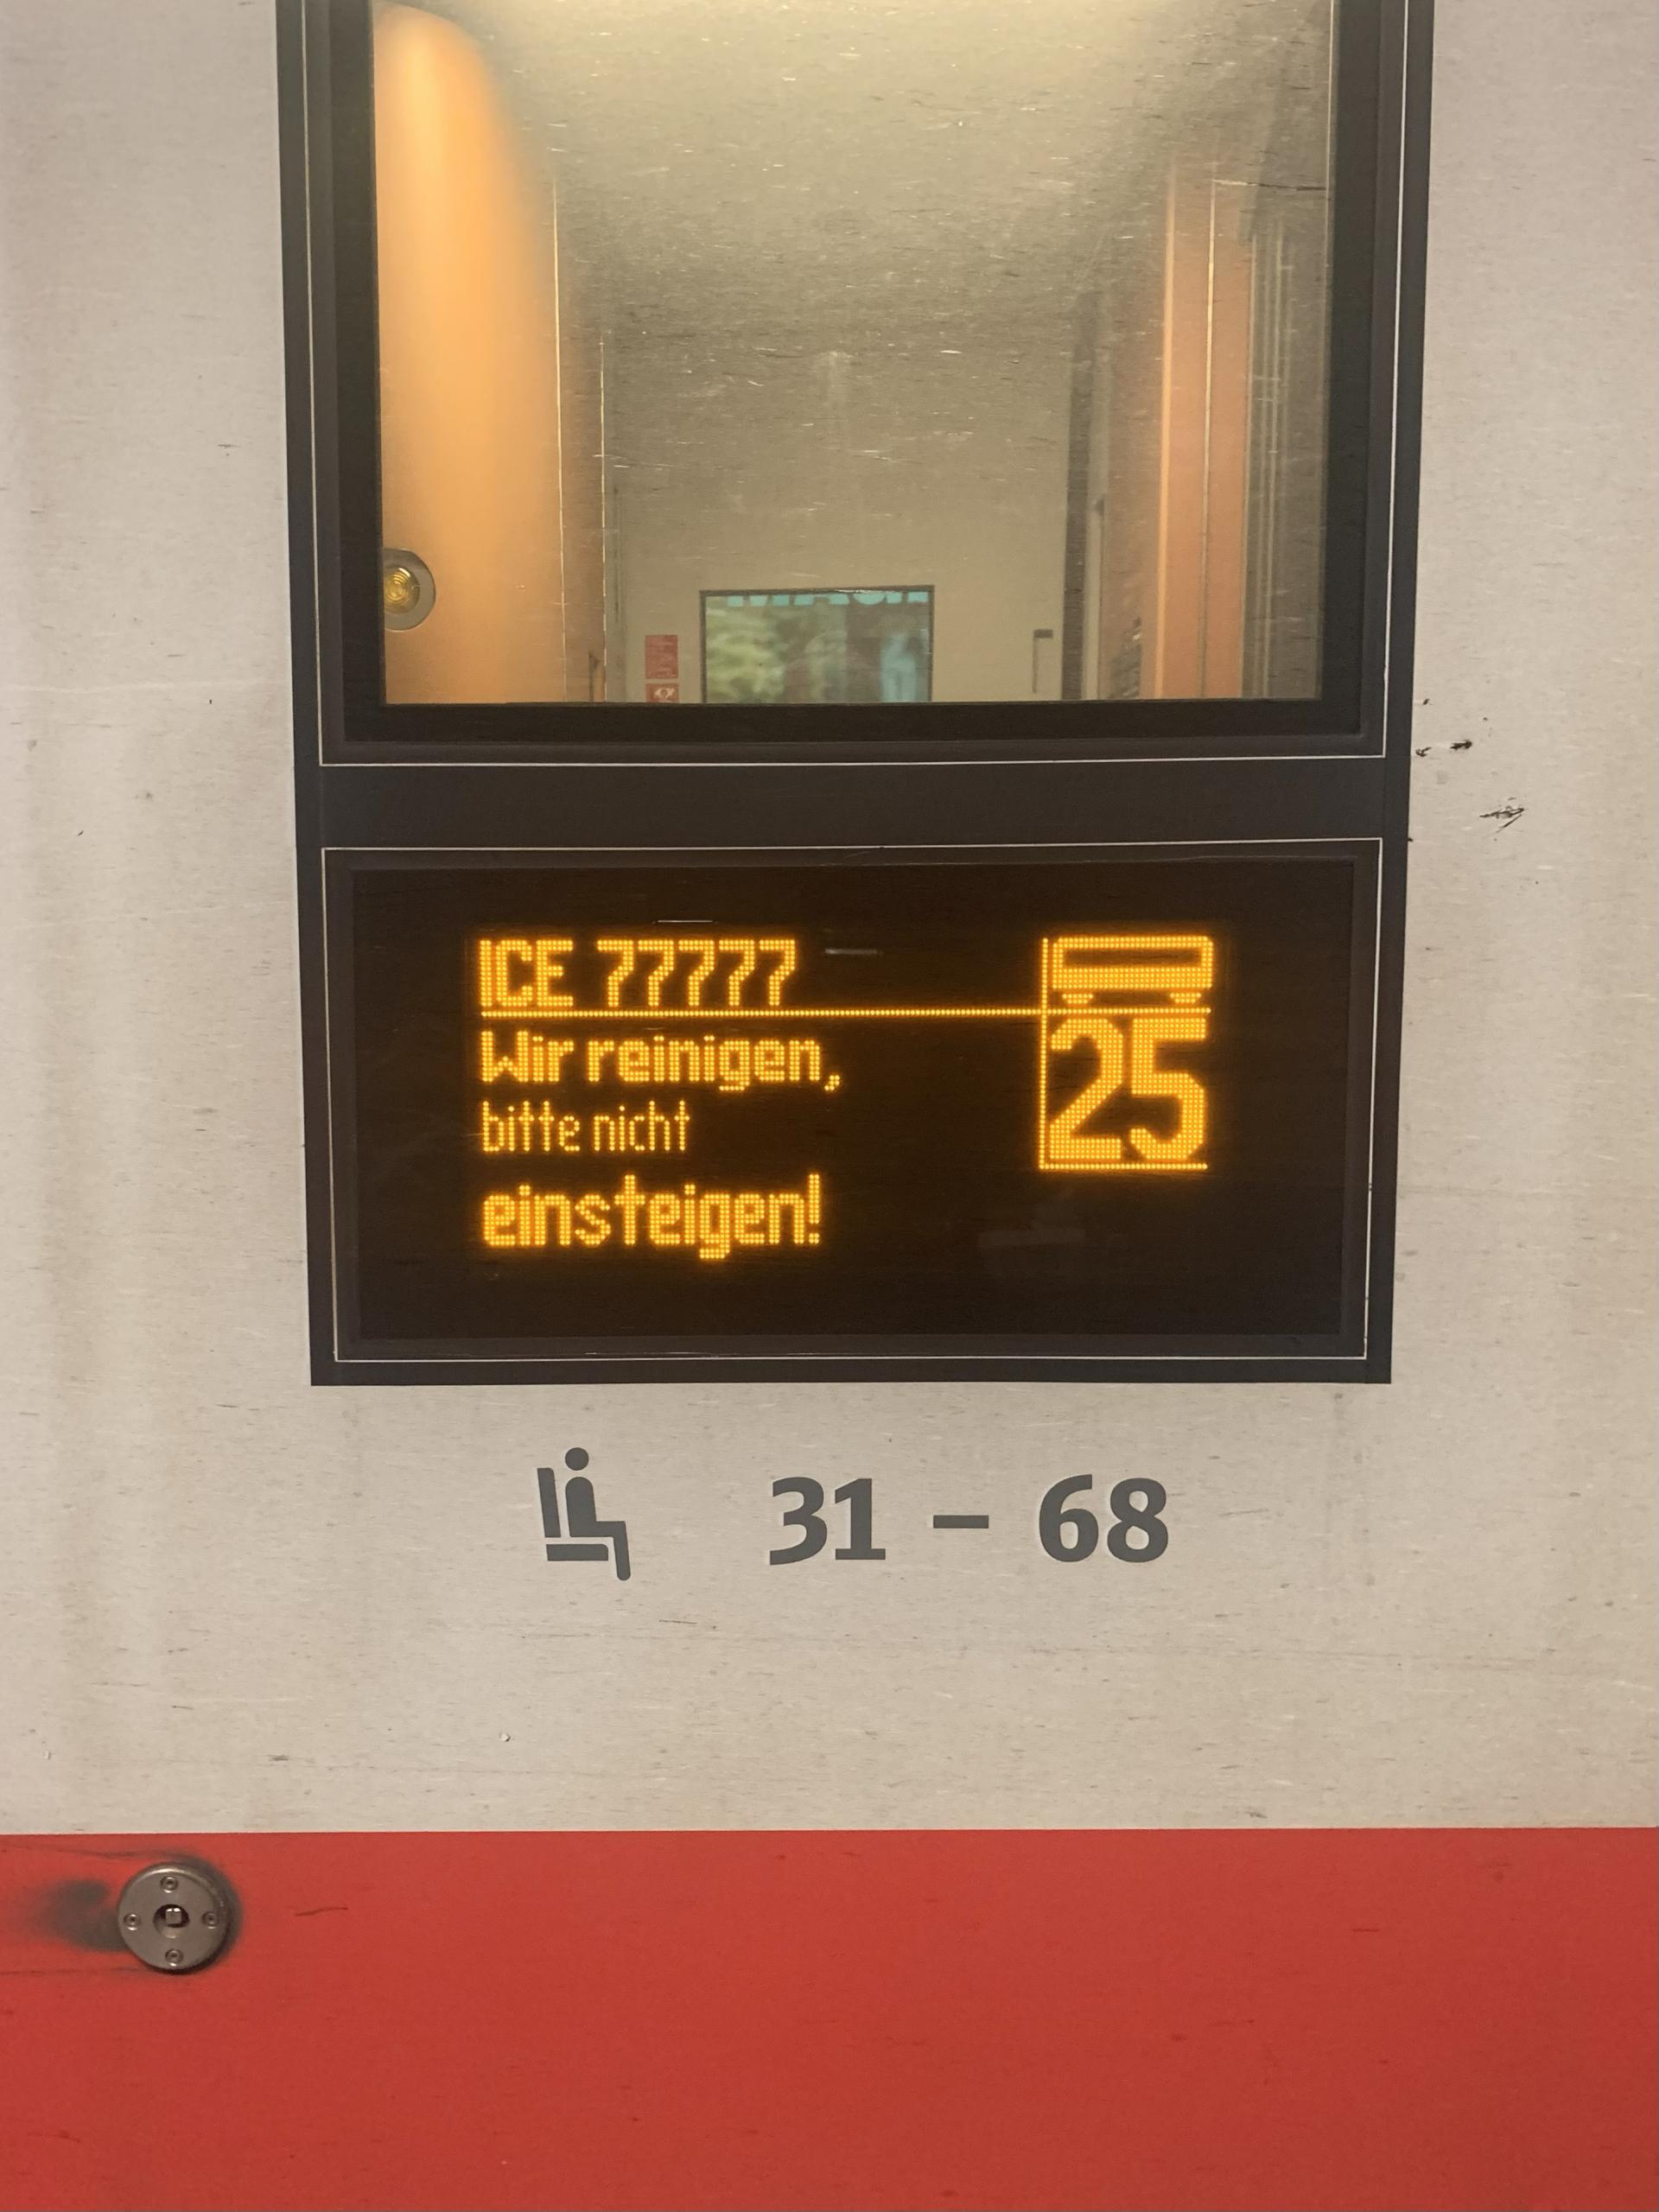 ICE 77777
25
Wir reinigen,
bitte nicht
einsteigen!
31 – 68